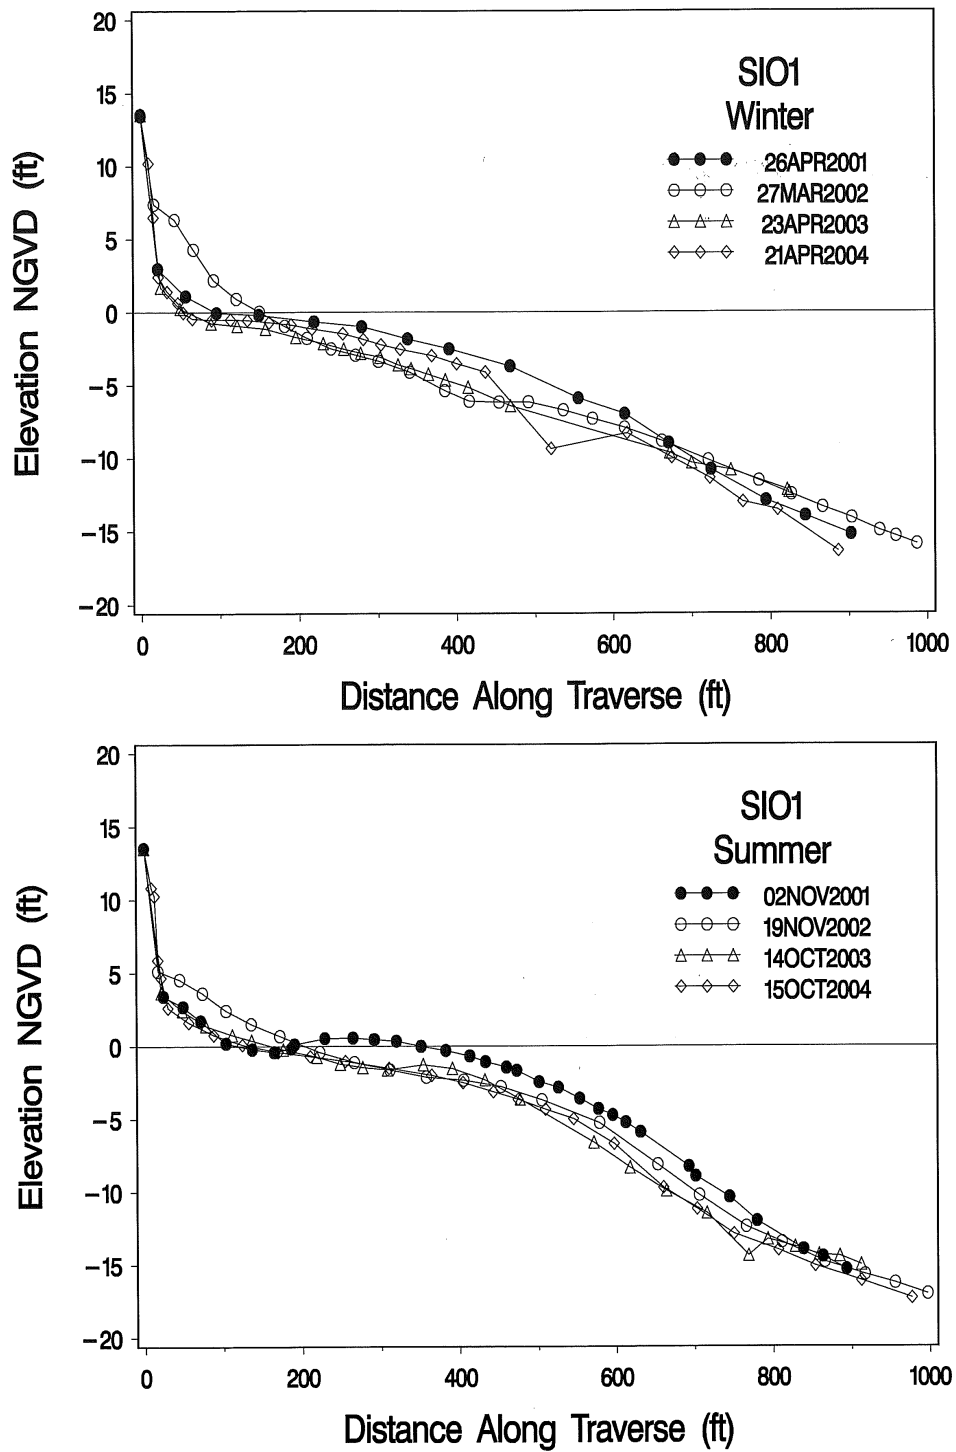 SIO1
Winter
26APR2001
27MAR2002
23APR2003
21APR2004
Elevation NGVD (ft)
20
15
10
5
0
−5
−10
−15
−20
0 200 400 600 800 1000
Distance Along Traverse (ft)
SIO1
Summer
02NOV2001
19NOV2002
14OCT2003
15OCT2004
Elevation NGVD (ft)
20
15
10
5
0
−5
−10
−15
−20
0 200 400 600 800 1000
Distance Along Traverse (ft)